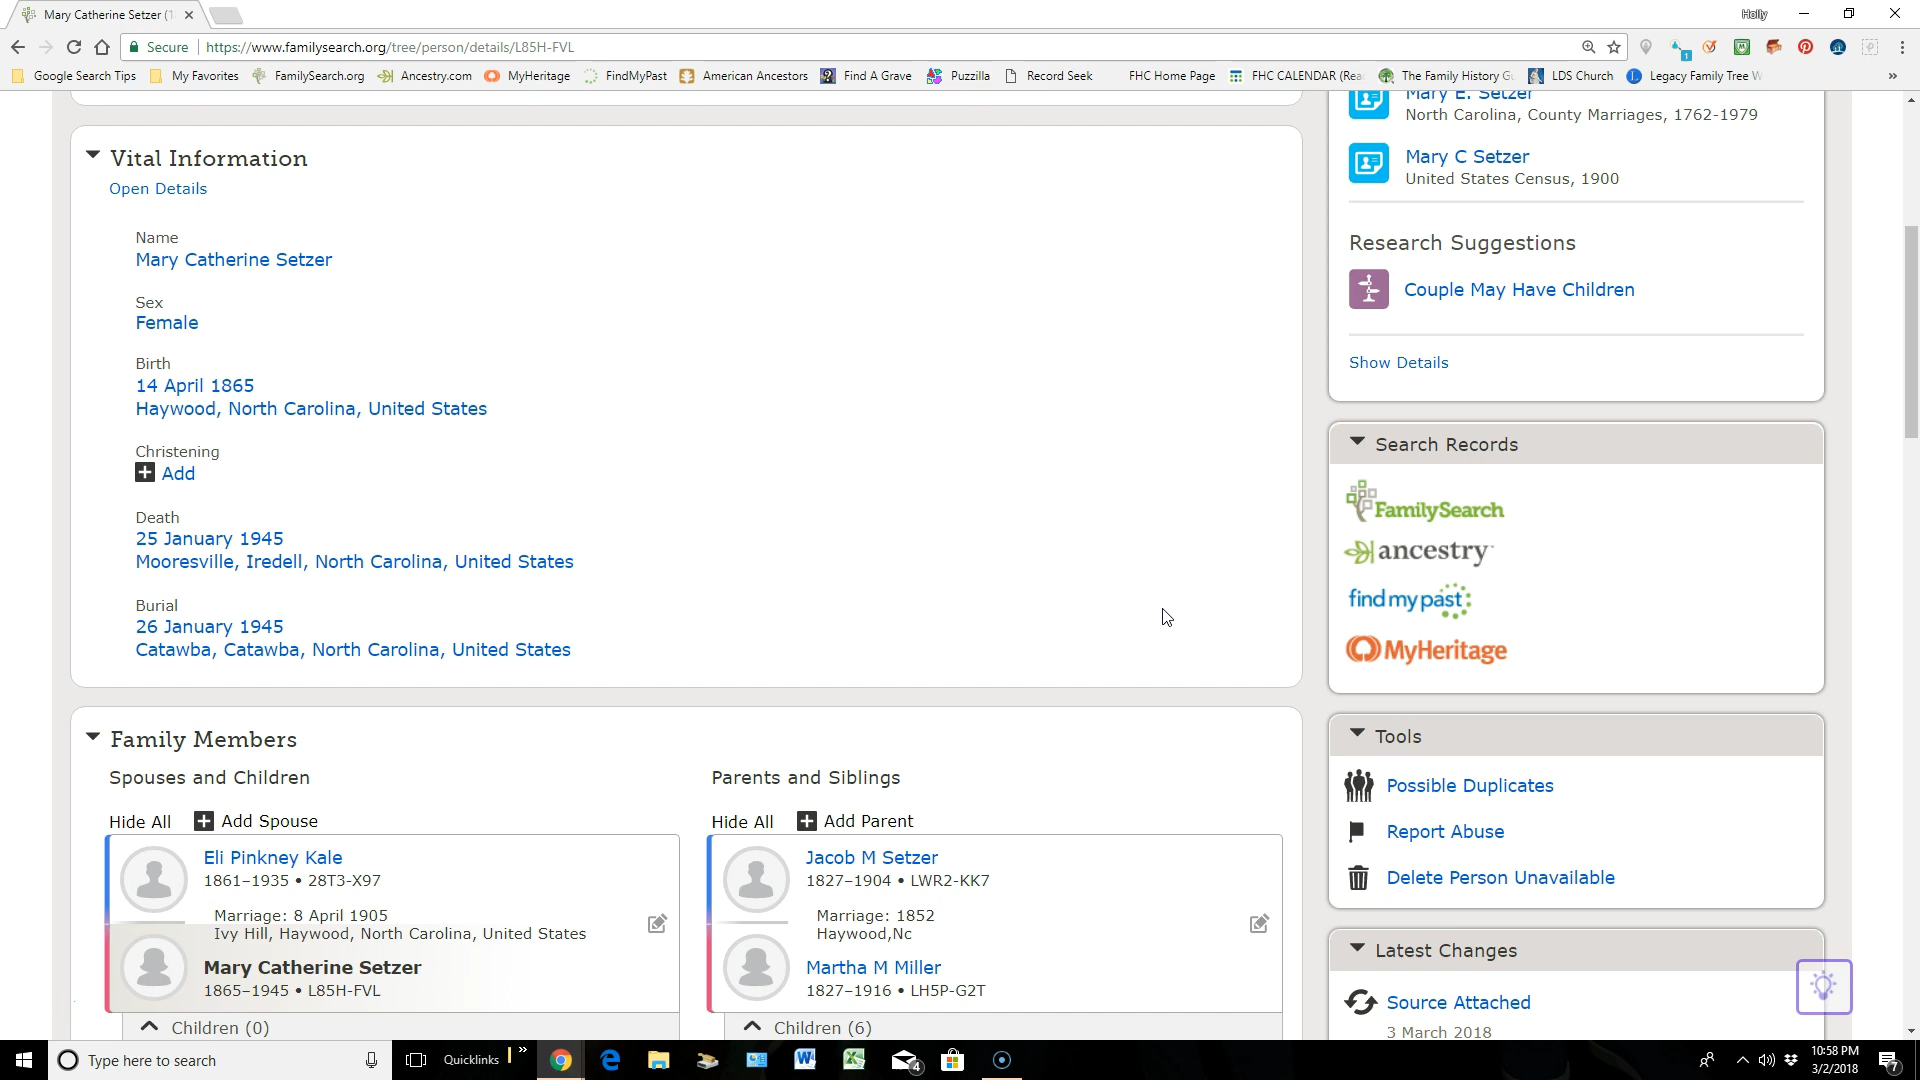 Mary Catherine Setzer (1
Holly
Secure
https://www.familysearch.org/tree/person/details/L85H-FVL
1
Google Search Tips
My Favorites
FamilySearch.org
Ancestry.com
MyHeritage
FindMyPast
American Ancestors
Find A Grave
Puzzilla
Record Seek
FHC Home Page
FHC CALENDAR (Rea
The Family History Gu
LDS Church
Legacy Family Tree W
»
Vital Information
Open Details
Name
Mary Catherine Setzer
Sex
Female
Birth
14 April 1865
Haywood, North Carolina, United States
Christening
Add
Death
25 January 1945
Mooresville, Iredell, North Carolina, United States
Burial
26 January 1945
Catawba, Catawba, North Carolina, United States
Family Members
Spouses and Children
Hide All
Add Spouse
Eli Pinkney Kale
1861–1935 • 28T3-X97
Marriage: 8 April 1905
Ivy Hill, Haywood, North Carolina, United States
Mary Catherine Setzer
1865–1945 • L85H-FVL
Children (0)
Parents and Siblings
Hide All
Add Parent
Jacob M Setzer
1827–1904 • LWR2-KK7
Marriage: 1852
Haywood,Nc
Martha M Miller
1827–1916 • LH5P-G2T
Children (6)
Mary E. Setzer
North Carolina, County Marriages, 1762-1979
Mary C Setzer
United States Census, 1900
Research Suggestions
Couple May Have Children
Show Details
Search Records
FamilySearch
ancestry
findmypast
MyHeritage
Tools
Possible Duplicates
Report Abuse
Delete Person Unavailable
Latest Changes
Source Attached
3 March 2018
Type here to search
Quicklinks
»
4
10:58 PM
3/2/2018
7